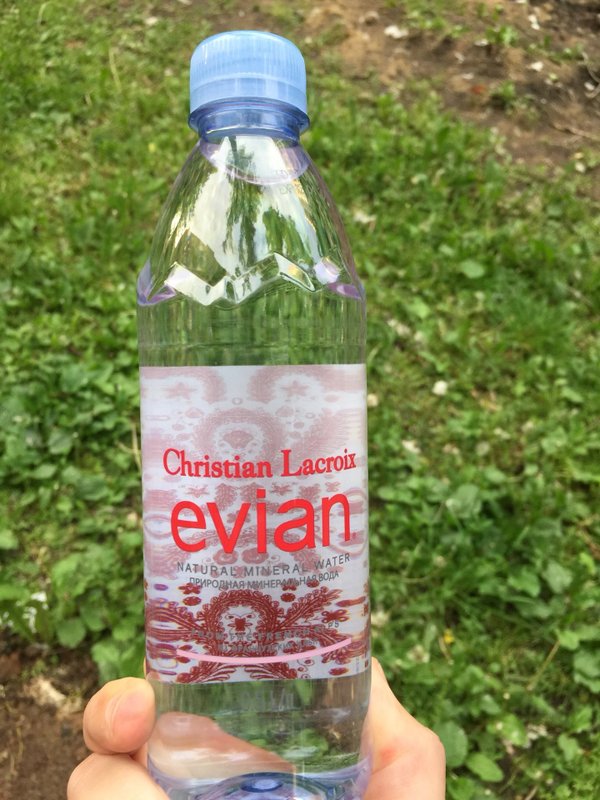 Christian Lacroix
evian
NATURAL MINERAL WATER
ПРИРОДНАЯ МИНЕРАЛЬНАЯ ВОДА